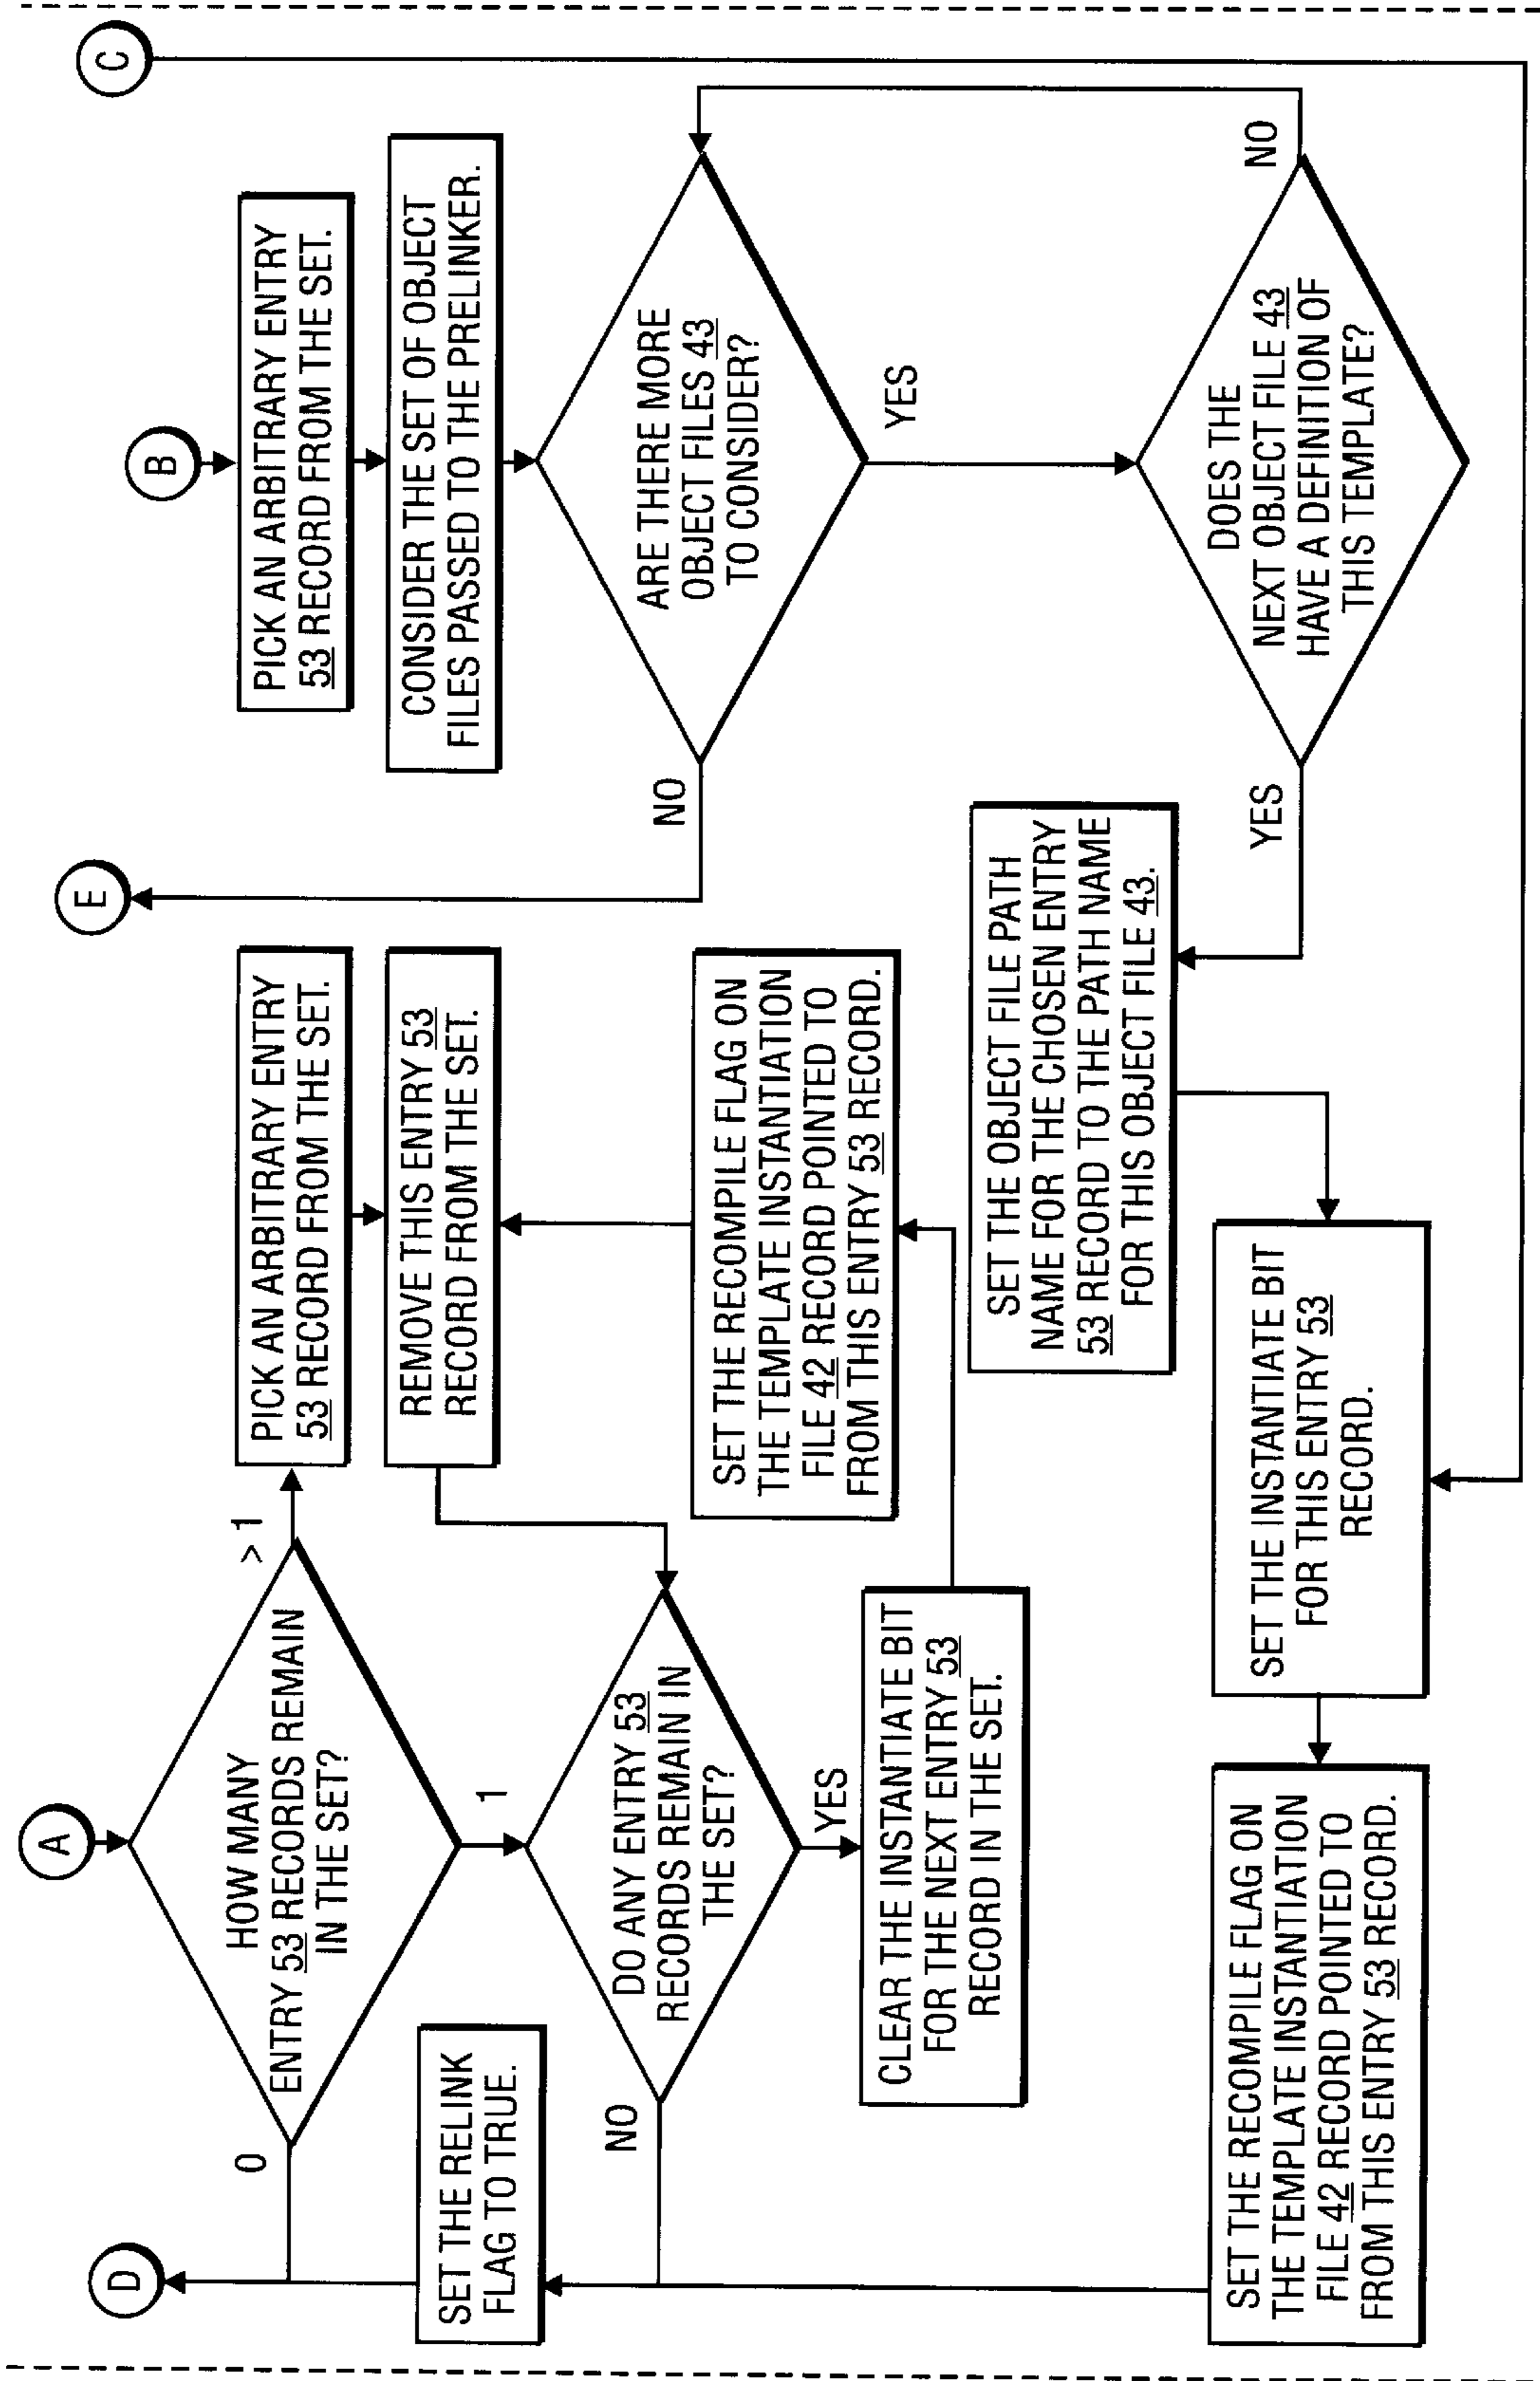 A
HOW MANY
ENTRY 53 RECORDS REMAIN
IN THE SET?
0
> 1
1
D
SET THE RELINK
FLAG TO TRUE.
PICK AN ARBITRARY ENTRY
53 RECORD FROM THE SET.
REMOVE THIS ENTRY 53
RECORD FROM THE SET.
DO ANY ENTRY 53
RECORDS REMAIN IN
THE SET?
NO
YES
CLEAR THE INSTANTIATE BIT
FOR THE NEXT ENTRY 53
RECORD IN THE SET.
SET THE RECOMPILE FLAG ON
THE TEMPLATE INSTANTIATION
FILE 42 RECORD POINTED TO
FROM THIS ENTRY 53 RECORD.
E
B
PICK AN ARBITRARY ENTRY
53 RECORD FROM THE SET.
CONSIDER THE SET OF OBJECT
FILES PASSED TO THE PRELINKER.
ARE THERE MORE
OBJECT FILES 43
TO CONSIDER?
NO
YES
DOES THE
NEXT OBJECT FILE 43
HAVE A DEFINITION OF
THIS TEMPLATE?
NO
YES
SET THE OBJECT FILE PATH
NAME FOR THE CHOSEN ENTRY
53 RECORD TO THE PATH NAME
FOR THIS OBJECT FILE 43.
C
SET THE INSTANTIATE BIT
FOR THIS ENTRY 53
RECORD.
SET THE RECOMPILE FLAG ON
THE TEMPLATE INSTANTIATION
FILE 42 RECORD POINTED TO
FROM THIS ENTRY 53 RECORD.